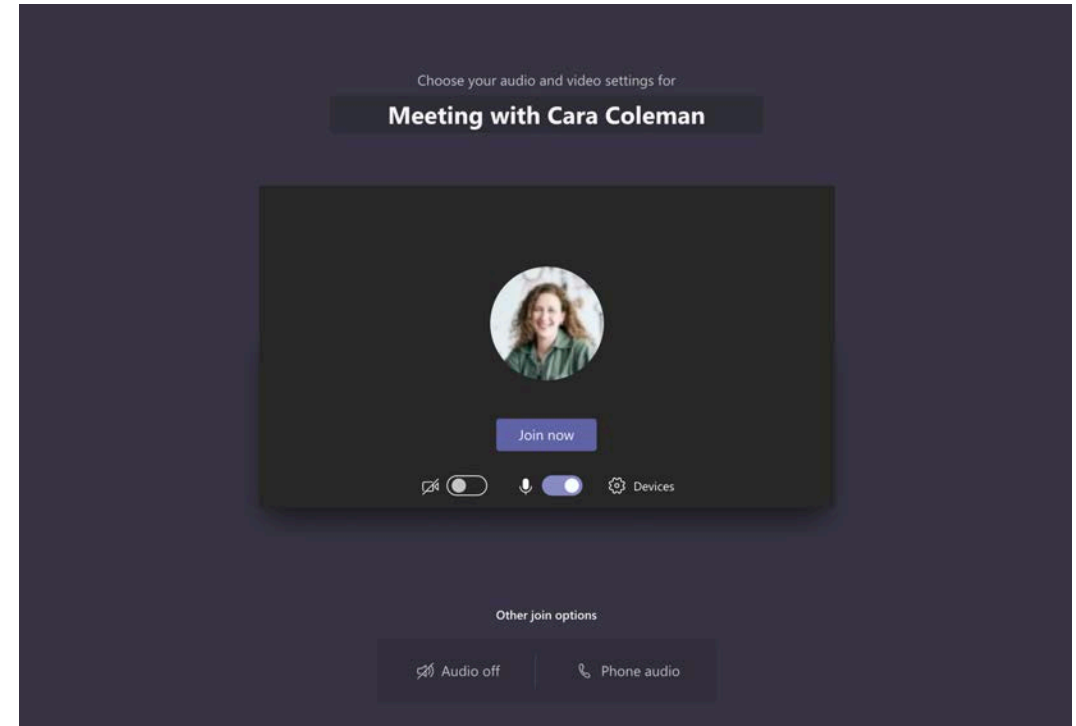 Choose your audio and video settings for
Meeting with Cara Coleman
Join now
Devices
Other join options
Audio off
Phone audio